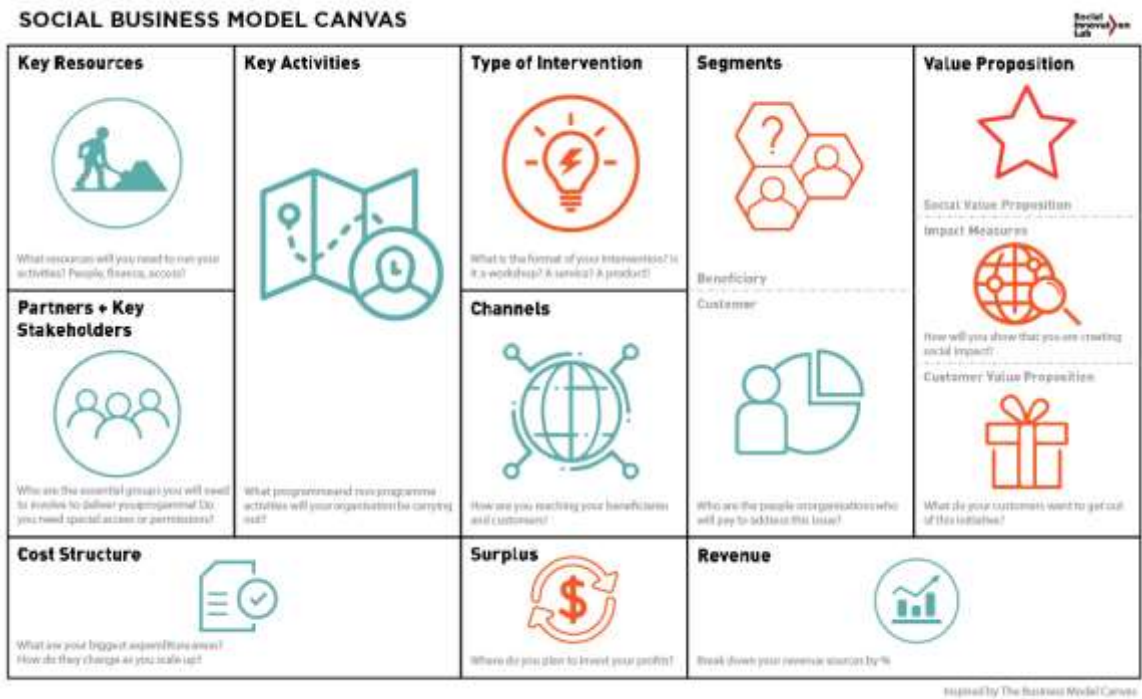 SOCIAL BUSINESS MODEL CANVAS
Social
Innovation
Lab
Key Resources
What resources will you need to run your
activities? People, finance, access?
Partners + Key
Stakeholders
Who are the essential groups you will need
to involve to deliver your programme? Do
you need special access or permissions?
Key Activities
What programme and non programme
activities will your organisation be carrying
out?
Type of Intervention
What is the format of your intervention? Is
it a workshop? A service? A product?
Channels
How are you reaching your beneficiaries
and customers?
Segments
Beneficiary
Customer
Who are the people or organisations who
will pay to address this issue?
Value Proposition
Social Value Proposition
Impact Measures
How will you show that you are creating
social impact?
Customer Value Proposition
What do your customers want to get out
of this initiative?
Cost Structure
What are your biggest expenditure areas?
How do they change as you scale up?
Surplus
Where do you plan to invest your profits?
Revenue
Break down your revenue sources by %
Inspired by The Business Model Canvas